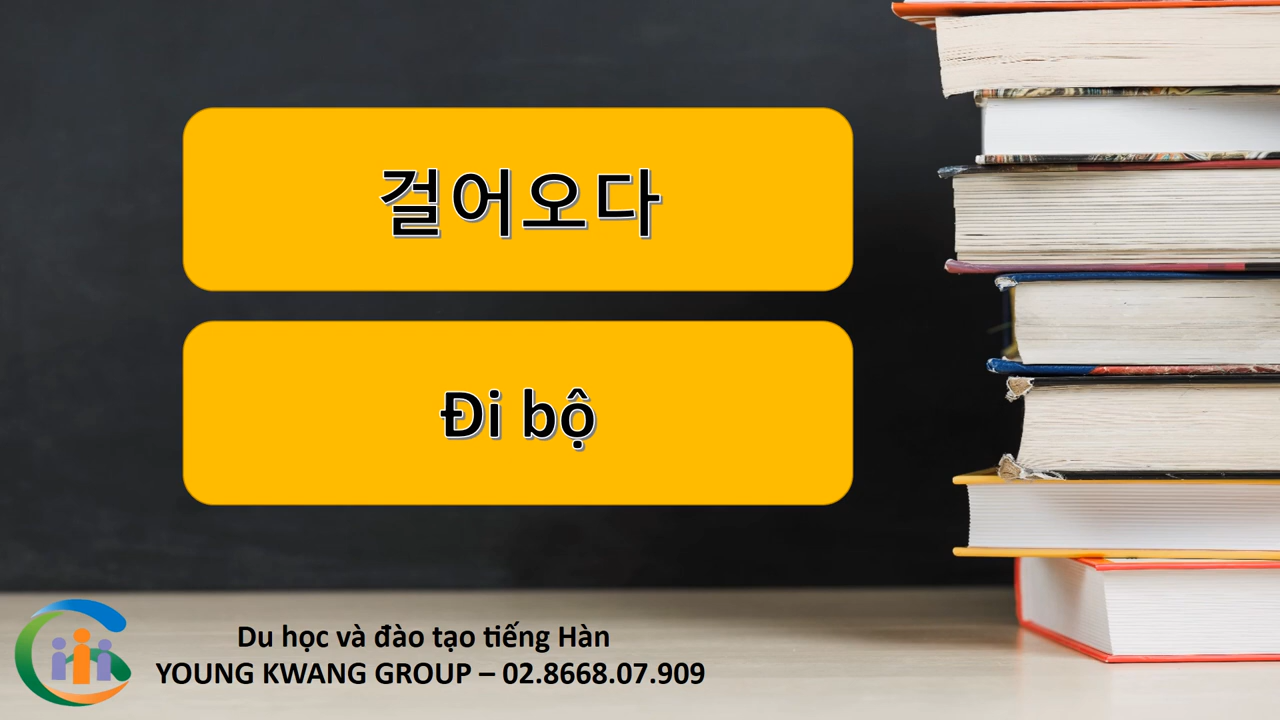 걸어오다
Đi bộ
Du học và đào tạo tiếng Hàn
YOUNG KWANG GROUP – 02.8668.07.909